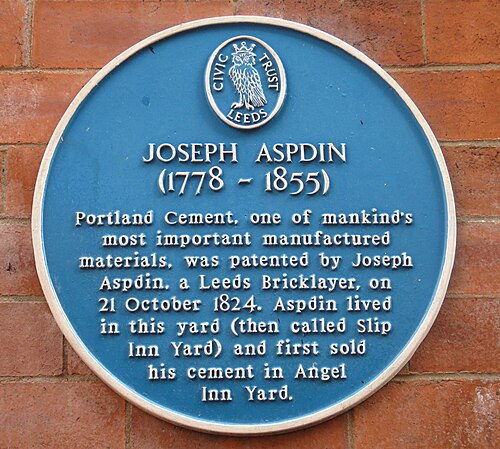 CIVIC TRUST
LEEDS
JOSEPH ASPDIN
(1778 - 1855)
Portland Cement, one of mankind's
most important manufactured
materials, was patented by Joseph
Aspdin, a Leeds Bricklayer, on
21 October 1824. Aspdin lived
in this yard (then called Slip
Inn Yard) and first sold
his cement in Angel
Inn Yard.